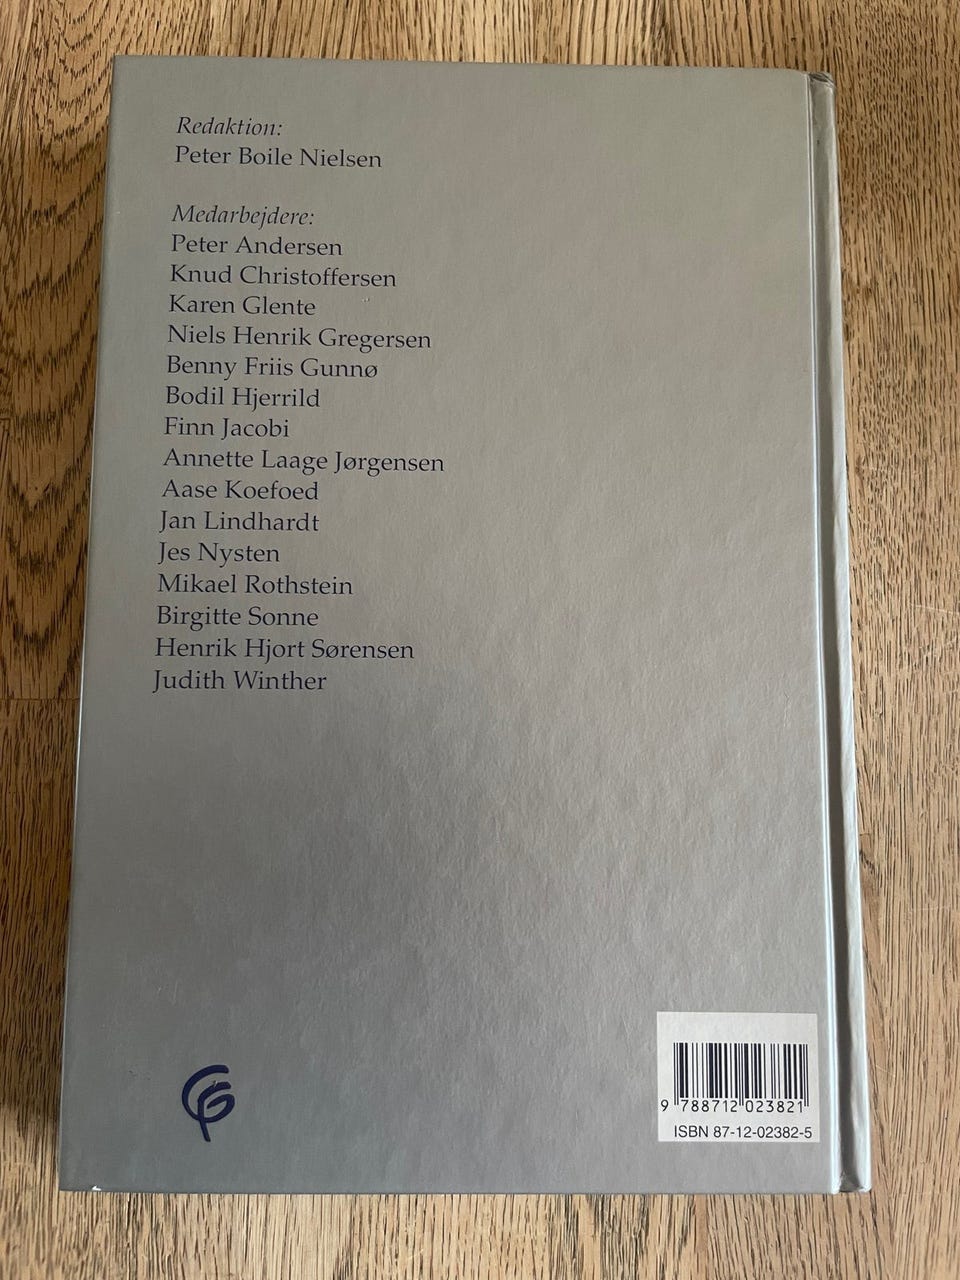 Redaktion:
Peter Boile Nielsen
Medarbejdere:
Peter Andersen
Knud Christoffersen
Karen Glente
Niels Henrik Gregersen
Benny Friis Gunnø
Bodil Hjerrild
Finn Jacobi
Annette Laage Jørgensen
Aase Koefoed
Jan Lindhardt
Jes Nysten
Mikael Rothstein
Birgitte Sonne
Henrik Hjort Sørensen
Judith Winther
G
9 788712 023821
ISBN 87-12-02382-5